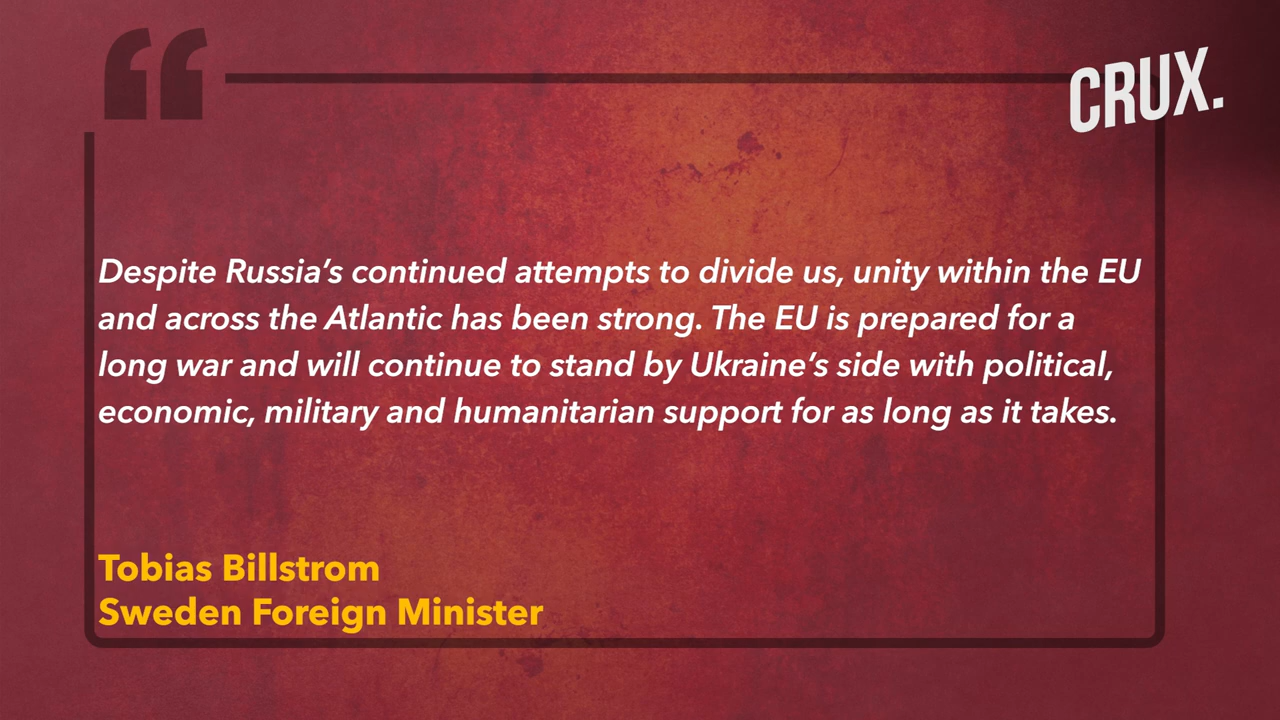 CRUX.
Despite Russia’s continued attempts to divide us, unity within the EU
and across the Atlantic has been strong. The EU is prepared for a
long war and will continue to stand by Ukraine’s side with political,
economic, military and humanitarian support for as long as it takes.
Tobias Billstrom
Sweden Foreign Minister